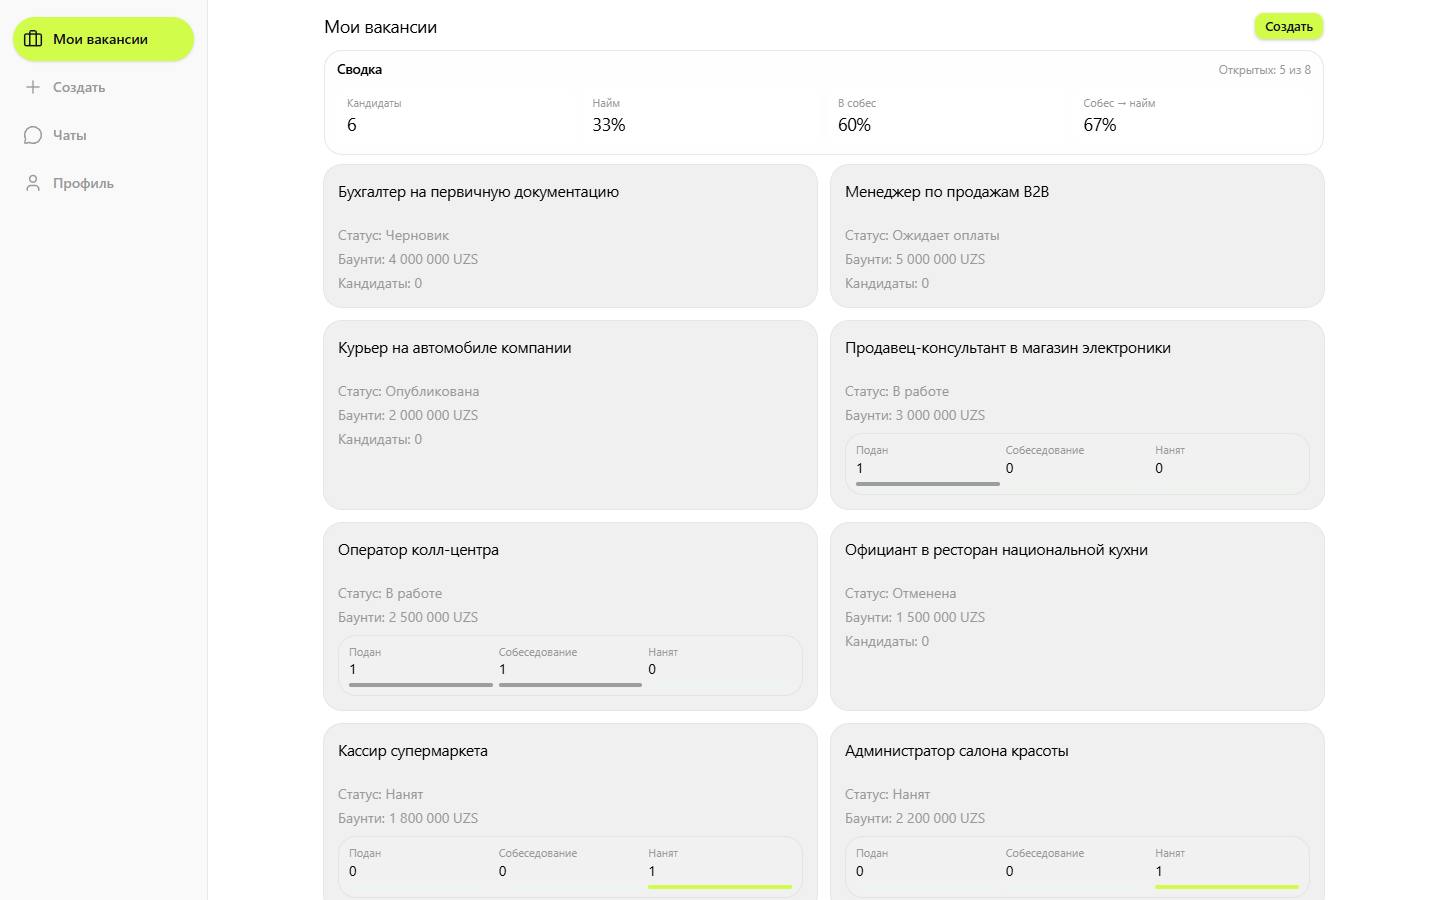 Мои вакансии
Создать
Чаты
Профиль
Мои вакансии
Создать
Сводка
Открытых: 5 из 8
Кандидаты
6
Найм
33%
В собес
60%
Собес → найм
67%
Бухгалтер на первичную документацию
Статус: Черновик
Баунти: 4 000 000 UZS
Кандидаты: 0
Менеджер по продажам B2B
Статус: Ожидает оплаты
Баунти: 5 000 000 UZS
Кандидаты: 0
Курьер на автомобиле компании
Статус: Опубликована
Баунти: 2 000 000 UZS
Кандидаты: 0
Продавец-консультант в магазин электроники
Статус: В работе
Баунти: 3 000 000 UZS
Подан
1
Собеседование
0
Нанят
0
Оператор колл-центра
Статус: В работе
Баунти: 2 500 000 UZS
Подан
1
Собеседование
1
Нанят
0
Официант в ресторан национальной кухни
Статус: Отменена
Баунти: 1 500 000 UZS
Кандидаты: 0
Кассир супермаркета
Статус: Нанят
Баунти: 1 800 000 UZS
Подан
0
Собеседование
0
Нанят
1
Администратор салона красоты
Статус: Нанят
Баунти: 2 200 000 UZS
Подан
0
Собеседование
0
Нанят
1